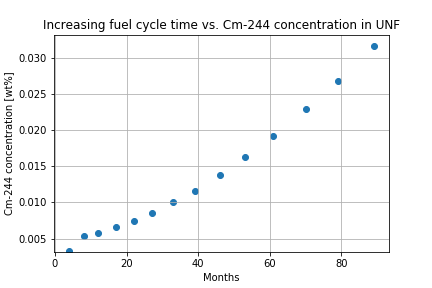 Increasing fuel cycle time vs. Cm-244 concentration in UNF
Cm-244 concentration [wt%]
0.030
0.025
0.020
0.015
0.010
0.005
0 20 40 60 80
Months